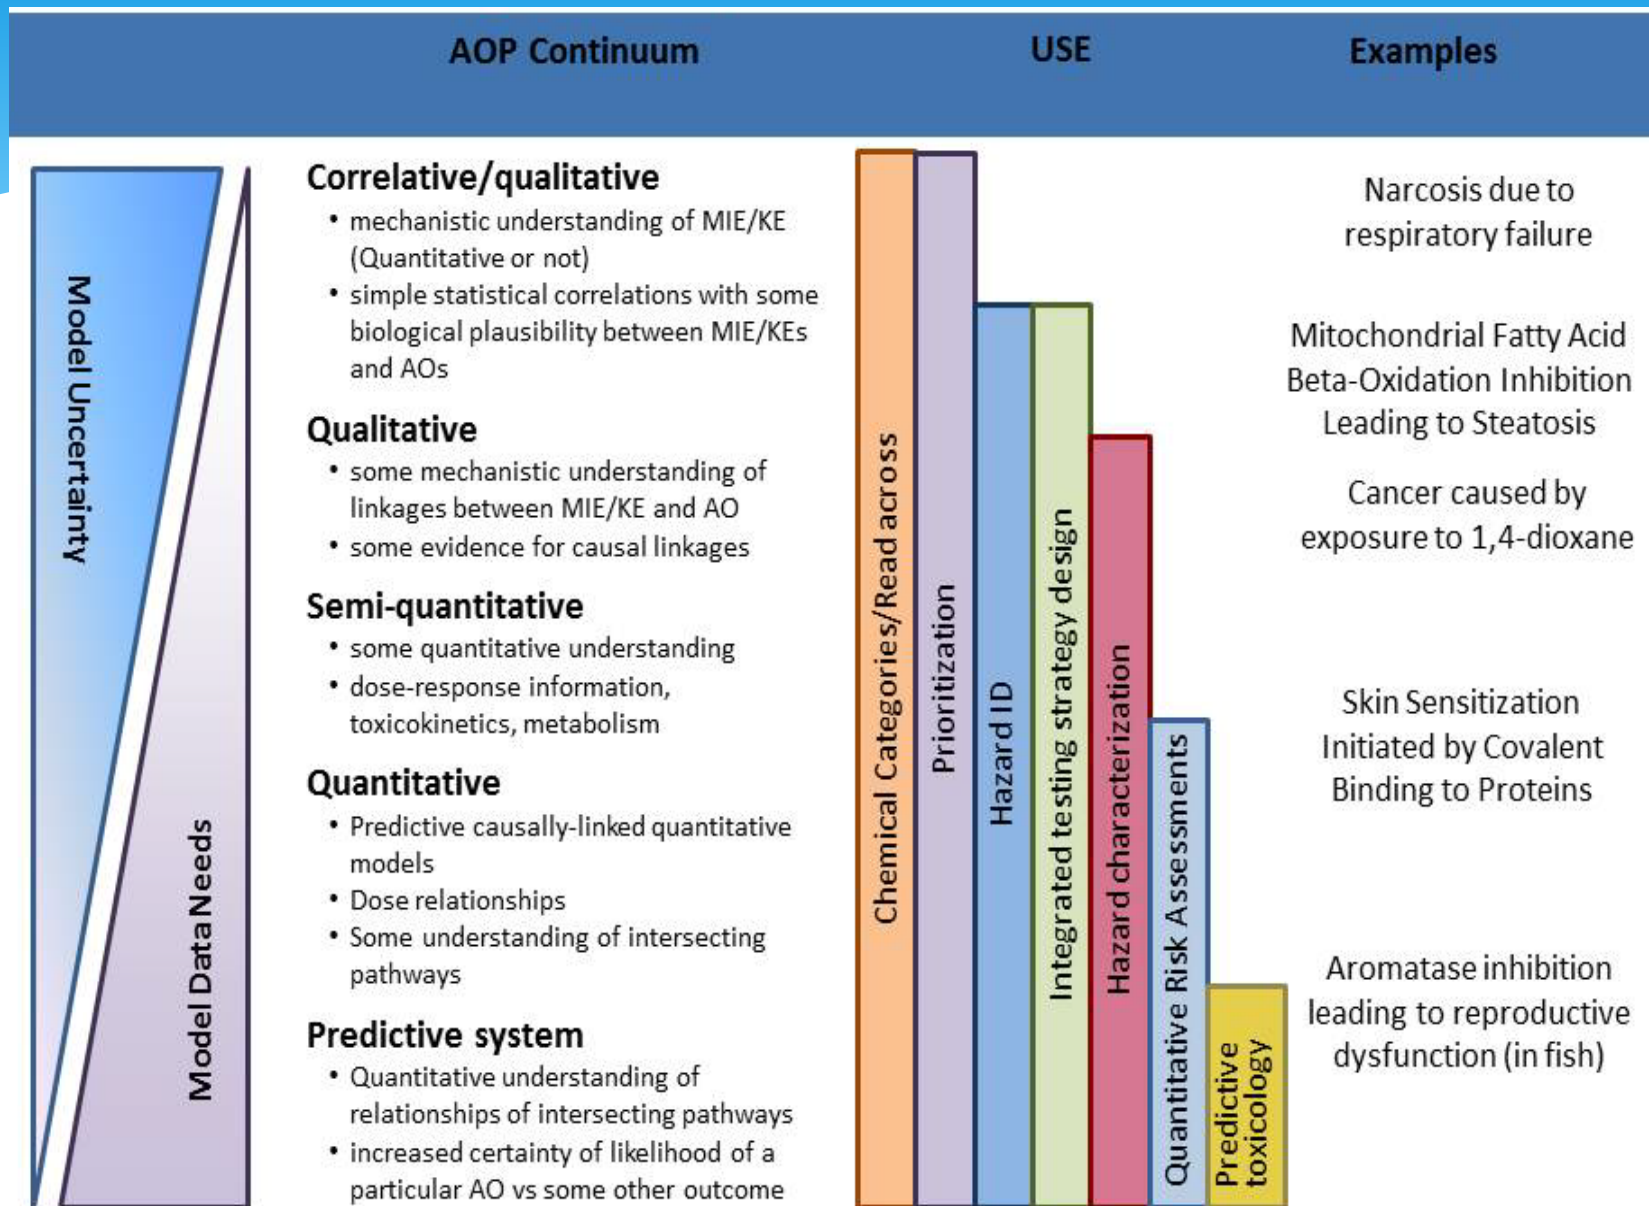 AOP Continuum
USE
Examples
Model Uncertainty
Model Data Needs
Correlative/qualitative
• mechanistic understanding of MIE/KE
(Quantitative or not)
• simple statistical correlations with some
biological plausibility between MIE/KEs
and AOs
Qualitative
• some mechanistic understanding of
linkages between MIE/KE and AO
• some evidence for causal linkages
Semi-quantitative
• some quantitative understanding
• dose-response information,
toxicokinetics, metabolism
Quantitative
• Predictive causally-linked quantitative
models
• Dose relationships
• Some understanding of intersecting
pathways
Predictive system
• Quantitative understanding of
relationships of intersecting pathways
• increased certainty of likelihood of a
particular AO vs some other outcome
Chemical Categories/Read across
Prioritization
Hazard ID
Integrated testing strategy design
Hazard characterization
Quantitative Risk Assessments
Predictive
toxicology
Narcosis due to
respiratory failure
Mitochondrial Fatty Acid
Beta-Oxidation Inhibition
Leading to Steatosis
Cancer caused by
exposure to 1,4-dioxane
Skin Sensitization
Initiated by Covalent
Binding to Proteins
Aromatase inhibition
leading to reproductive
dysfunction (in fish)